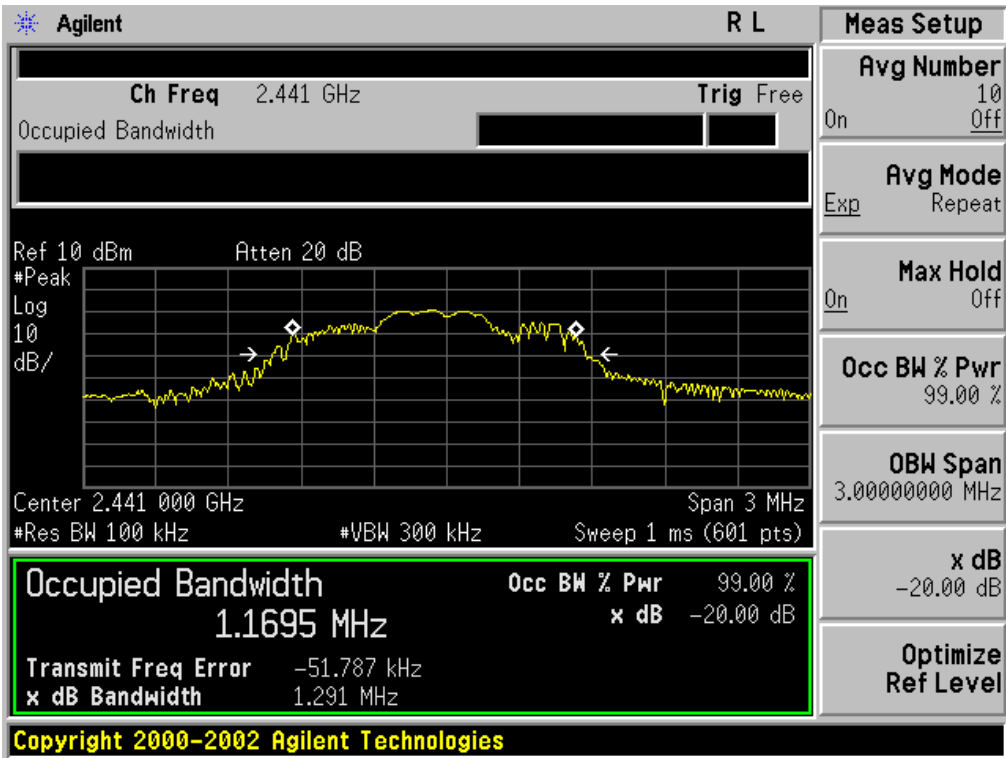 Agilent R L Meas Setup
Ch Freq 2.441 GHz Trig Free
Occupied Bandwidth
Ref 10 dBm Atten 20 dB
#Peak
Log
10
dB/
Center 2.441 000 GHz Span 3 MHz
#Res BW 100 kHz #VBW 300 kHz Sweep 1 ms (601 pts)
Occupied Bandwidth Occ BW % Pwr 99.00 %
1.1695 MHz x dB -20.00 dB
Transmit Freq Error -51.787 kHz
x dB Bandwidth 1.291 MHz
Copyright 2000-2002 Agilent Technologies
Avg Number
10
On Off
Avg Mode
Exp Repeat
Max Hold
On Off
Occ BW % Pwr
99.00 %
OBW Span
3.00000000 MHz
x dB
-20.00 dB
Optimize
Ref Level